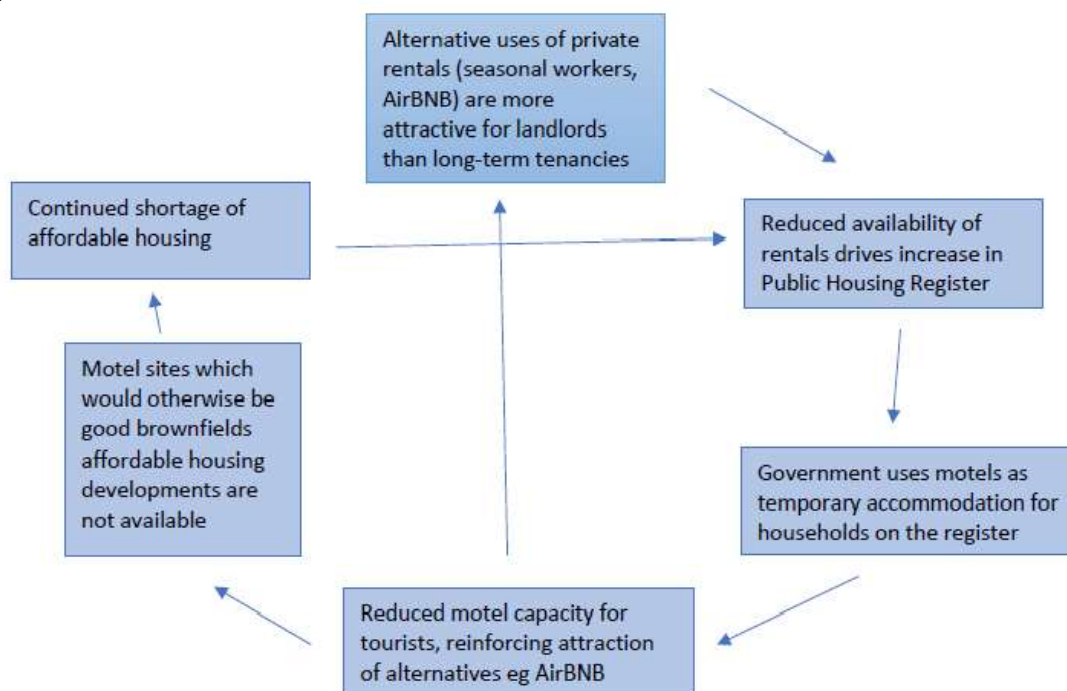 Alternative uses of private
rentals (seasonal workers,
AirBNB) are more
attractive for landlords
than long-term tenancies
Reduced availability of
rentals drives increase in
Public Housing Register
Government uses motels as
temporary accommodation for
households on the register
Reduced motel capacity for
tourists, reinforcing attraction
of alternatives eg AirBNB
Motel sites which
would otherwise be
good brownfields
affordable housing
developments are
not available
Continued shortage of
affordable housing